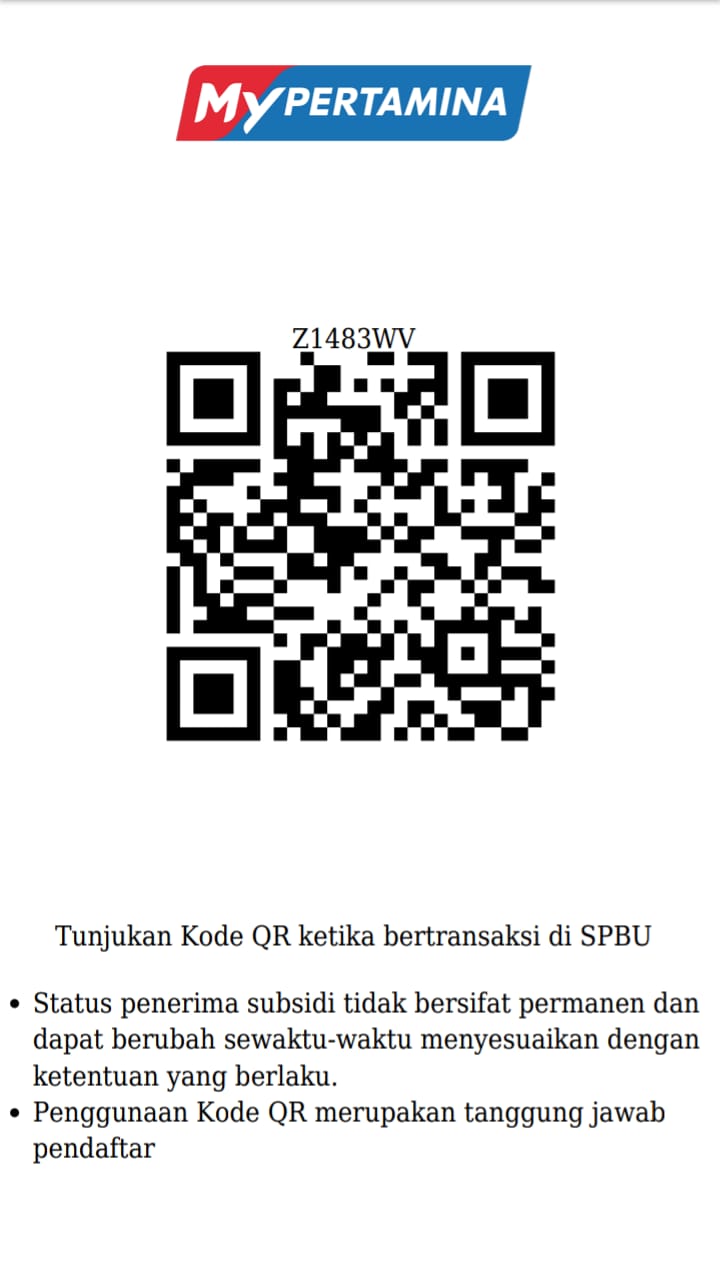 MyPERTAMINA
Z1483WV
Tunjukan Kode QR ketika bertransaksi di SPBU
• Status penerima subsidi tidak bersifat permanen dan
dapat berubah sewaktu-waktu menyesuaikan dengan
ketentuan yang berlaku.
• Penggunaan Kode QR merupakan tanggung jawab
pendaftar